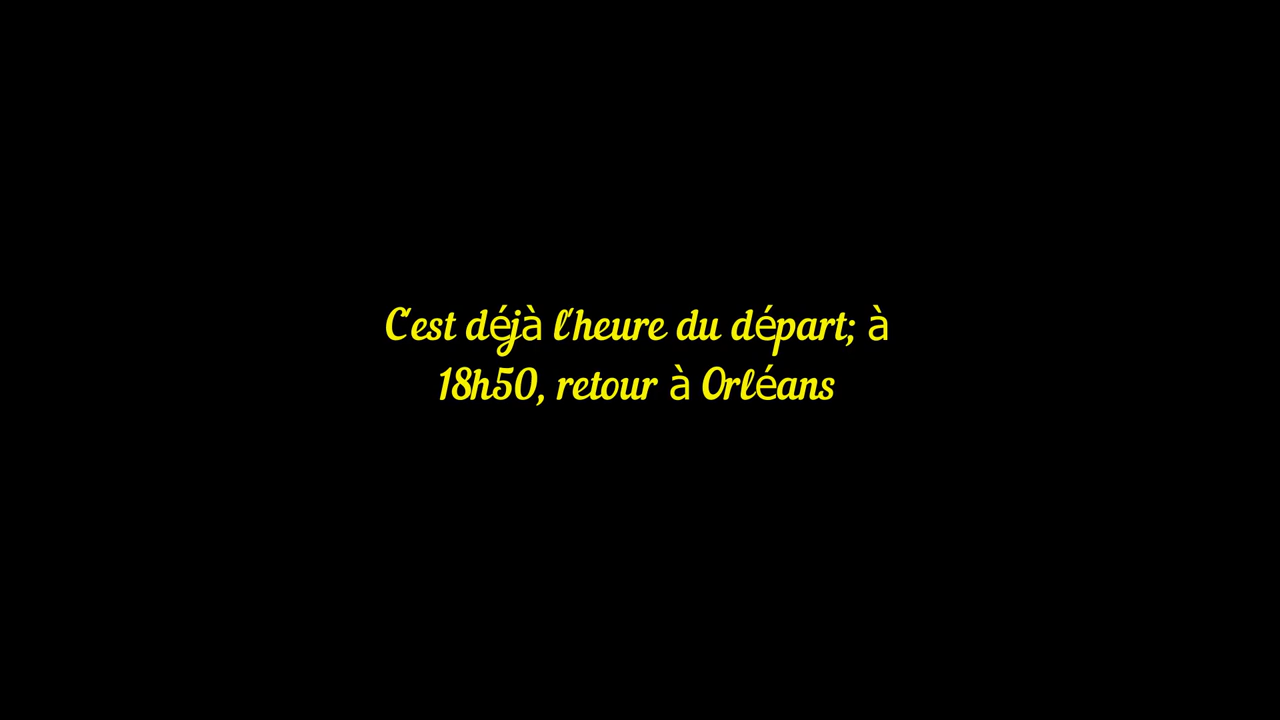 C'est déjà l'heure du départ; à
18h50, retour à Orléans